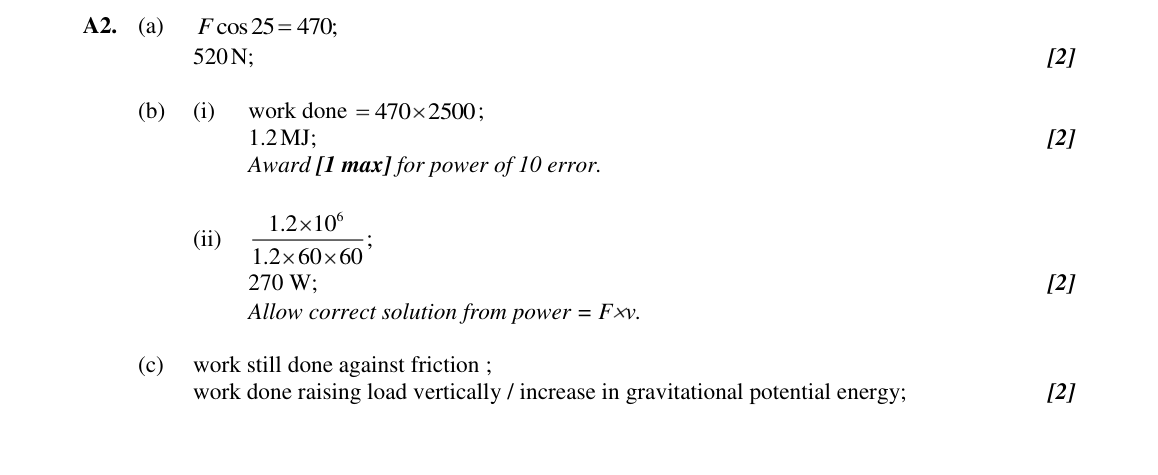 A2. (a) F cos 25 = 470;
520 N; [2]
(b) (i) work done = 470×2500;
1.2 MJ; [2]
Award [1 max] for power of 10 error.
(ii) 1.2×10⁶ / 1.2×60×60 ;
270 W; [2]
Allow correct solution from power = F×v.
(c) work still done against friction ;
work done raising load vertically / increase in gravitational potential energy; [2]